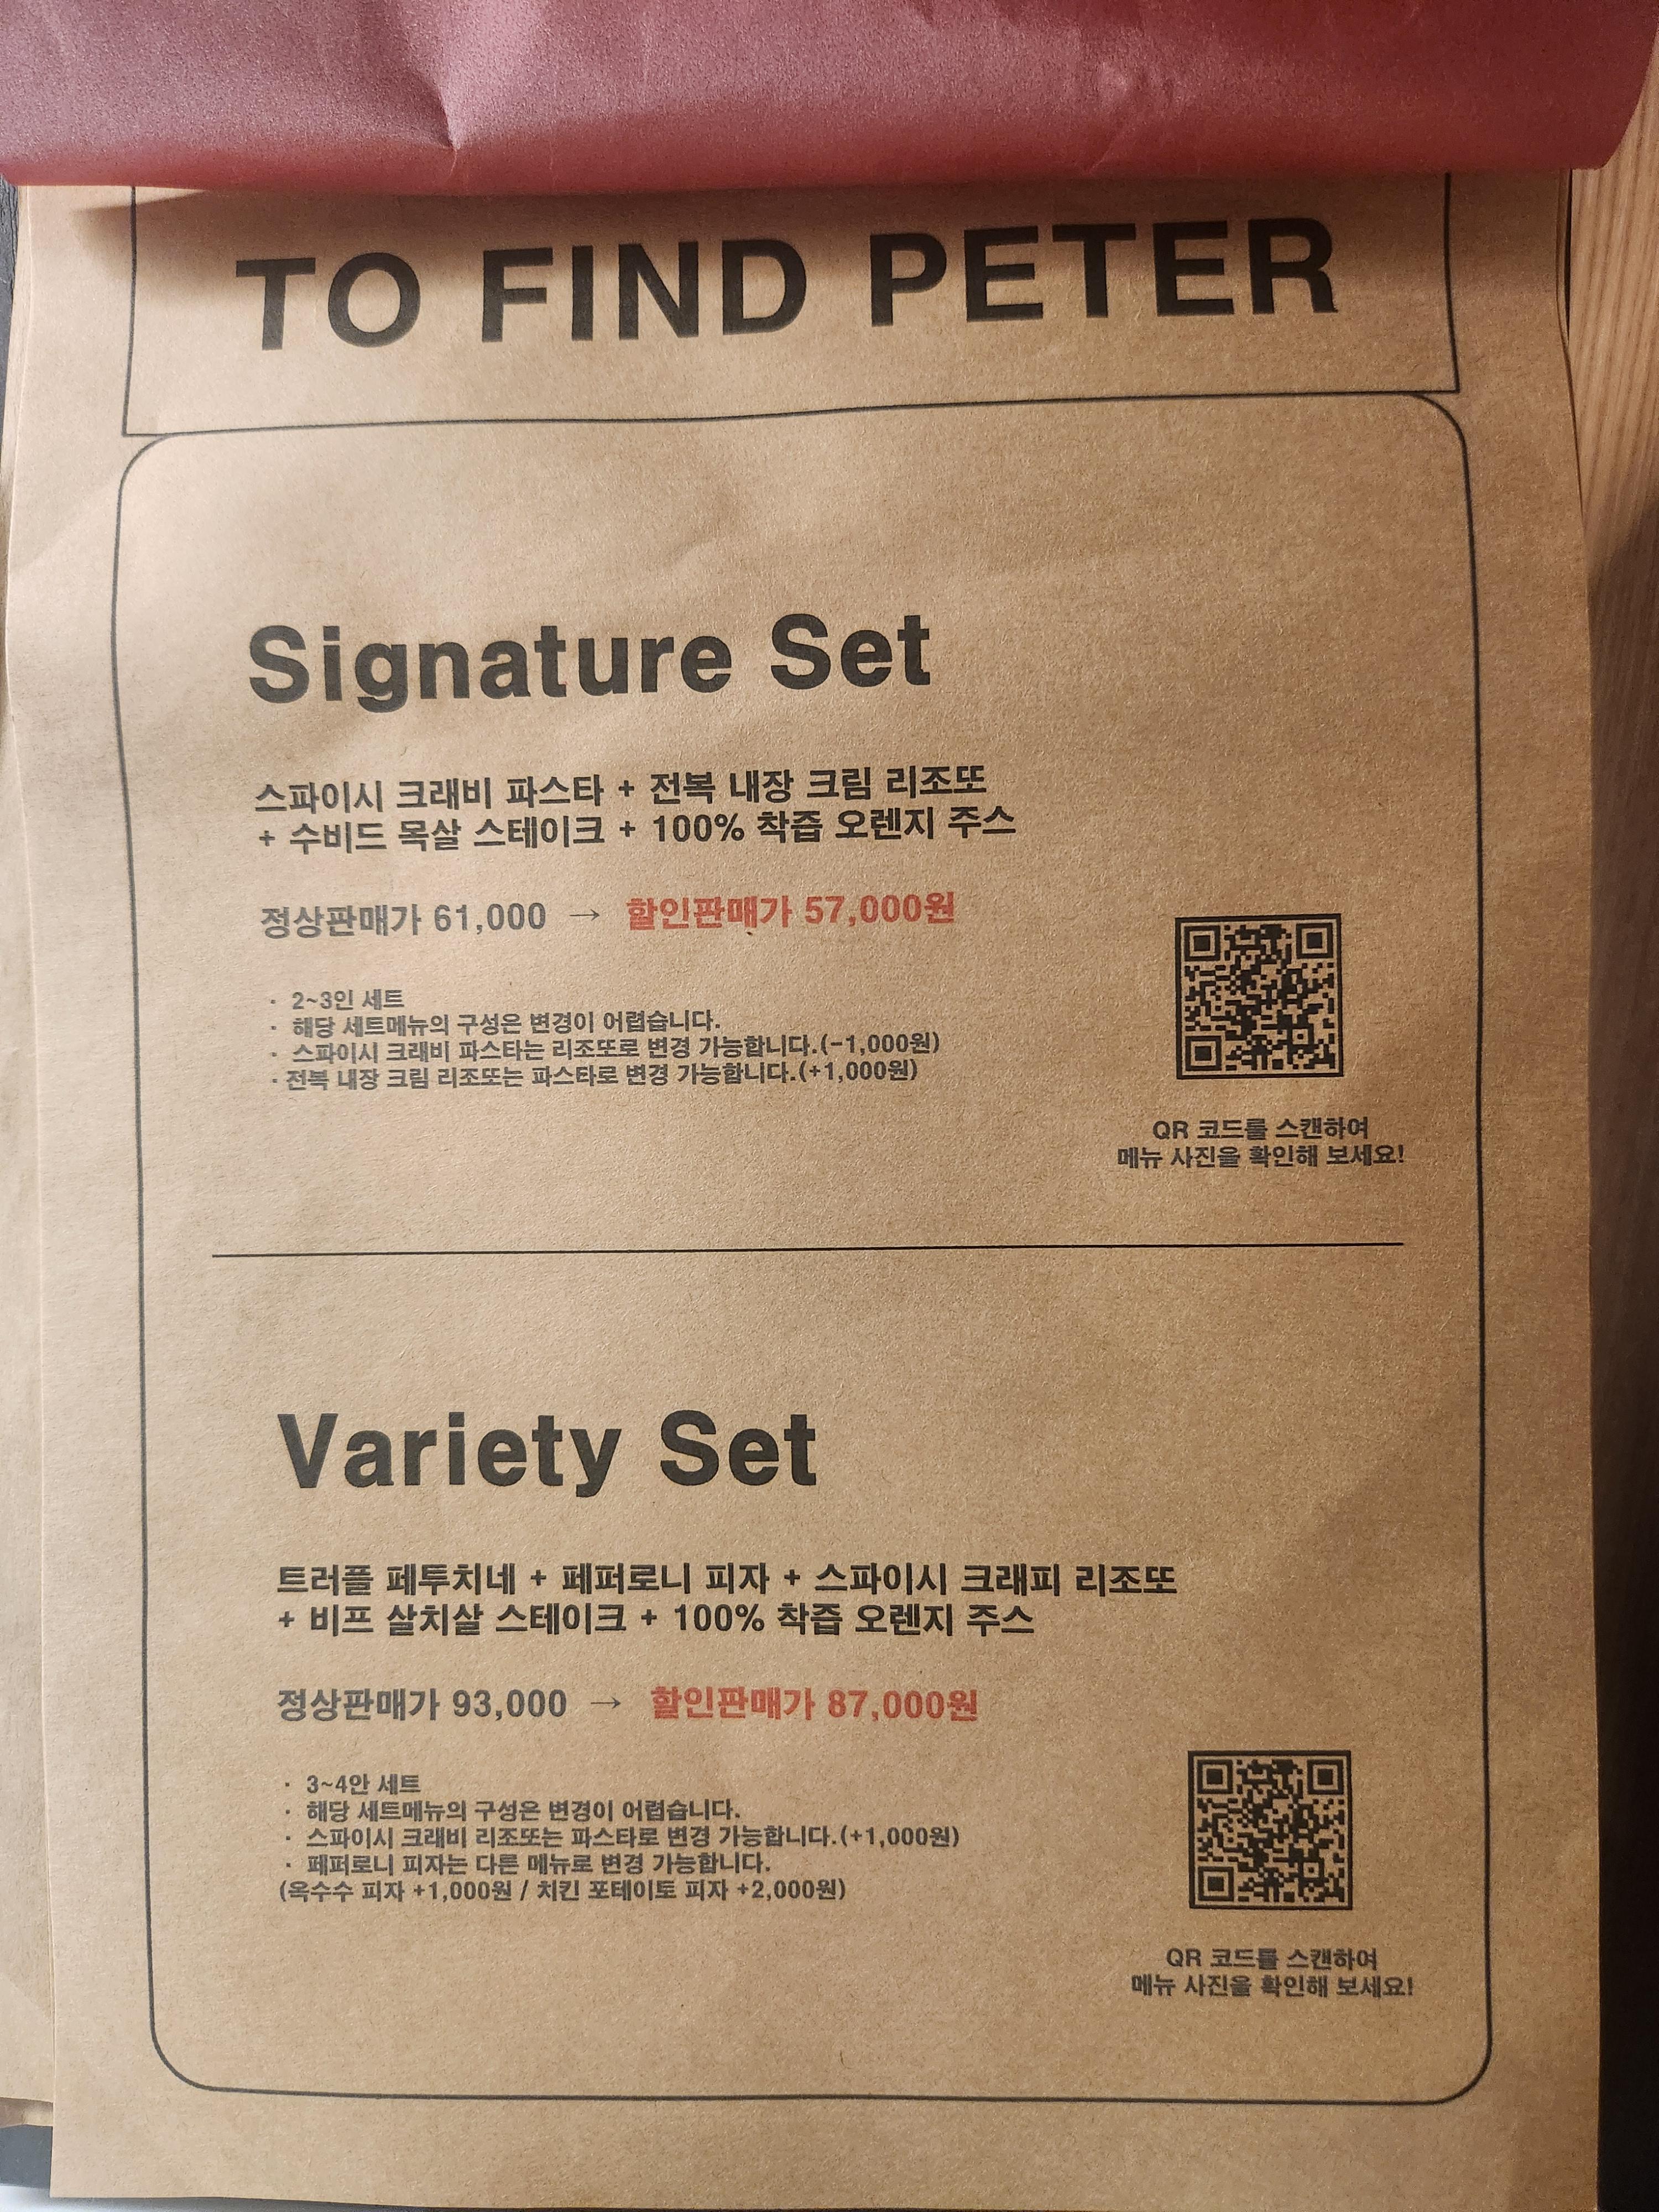 TO FIND PETER
Signature Set
스파이시 크래비 파스타 + 전복 내장 크림 리조또
+ 수비드 목살 스테이크 + 100% 착즙 오렌지 주스
정상판매가 61,000 → 할인판매가 57,000원
· 2~3인 세트
· 해당 세트메뉴의 구성은 변경이 어렵습니다.
· 스파이시 크래비 파스타는 리조또로 변경 가능합니다.(-1,000원)
· 전복 내장 크림 리조또는 파스타로 변경 가능합니다.(+1,000원)
QR 코드를 스캔하여
메뉴 사진을 확인해 보세요!
Variety Set
트러플 페투치네 + 페퍼로니 피자 + 스파이시 크래피 리조또
+ 비프 살치살 스테이크 + 100% 착즙 오렌지 주스
정상판매가 93,000 → 할인판매가 87,000원
· 3~4안 세트
· 해당 세트메뉴의 구성은 변경이 어렵습니다.
· 스파이시 크래비 리조또는 파스타로 변경 가능합니다.(+1,000원)
· 페퍼로니 피자는 다른 메뉴로 변경 가능합니다.
(옥수수 피자 +1,000원 / 치킨 포테이토 피자 +2,000원)
QR 코드를 스캔하여
메뉴 사진을 확인해 보세요!